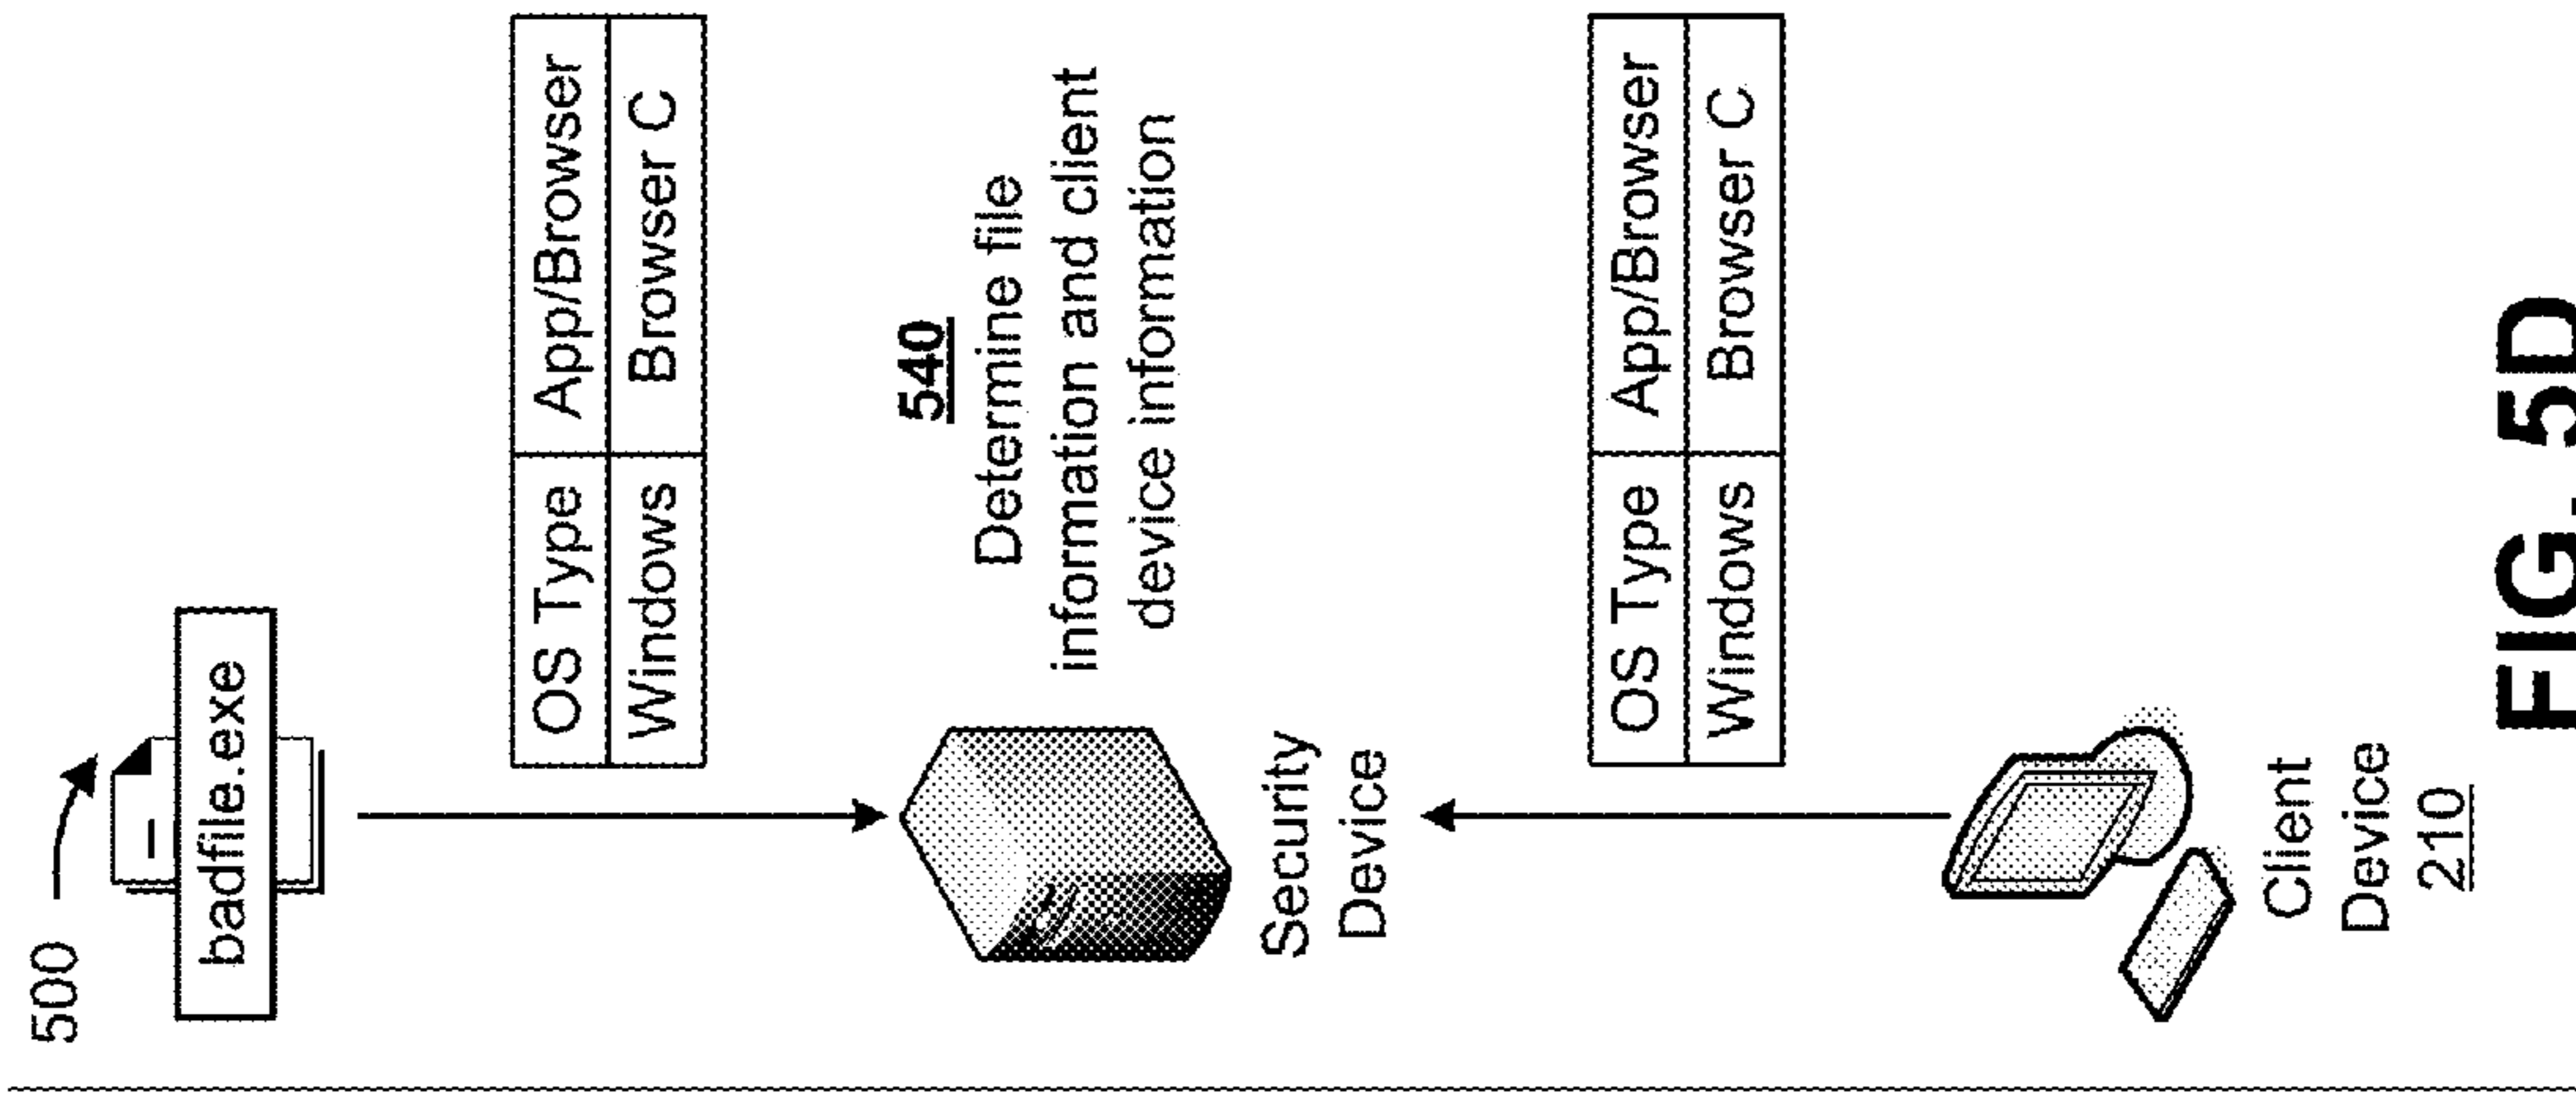 500
badfile.exe
OS Type App/Browser
Windows Browser C
540
Determine file
information and client
device information
Security
Device
OS Type App/Browser
Windows Browser C
Client
Device
210
FIG. 5D